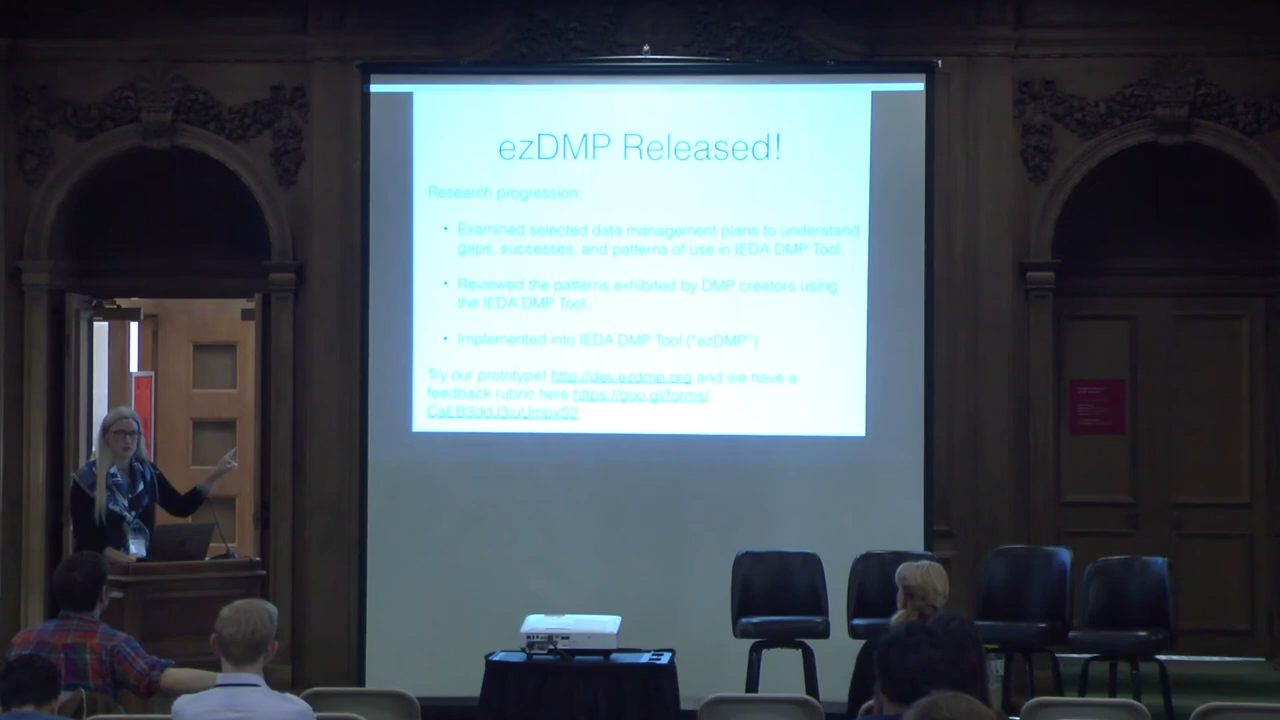 ezDMP Released!
Research progression:
• Examined selected data management plans to understand
gaps, successes, and patterns of use in IEDA DMP Tool.
• Reviewed the patterns exhibited by DMP creators using
the IEDA DMP Tool
• Implemented into IEDA DMP Tool ("ezDMP")
Try our prototype! http://dev.ezdmp.org and we have a
feedback rubric here https://goo.gl/forms/